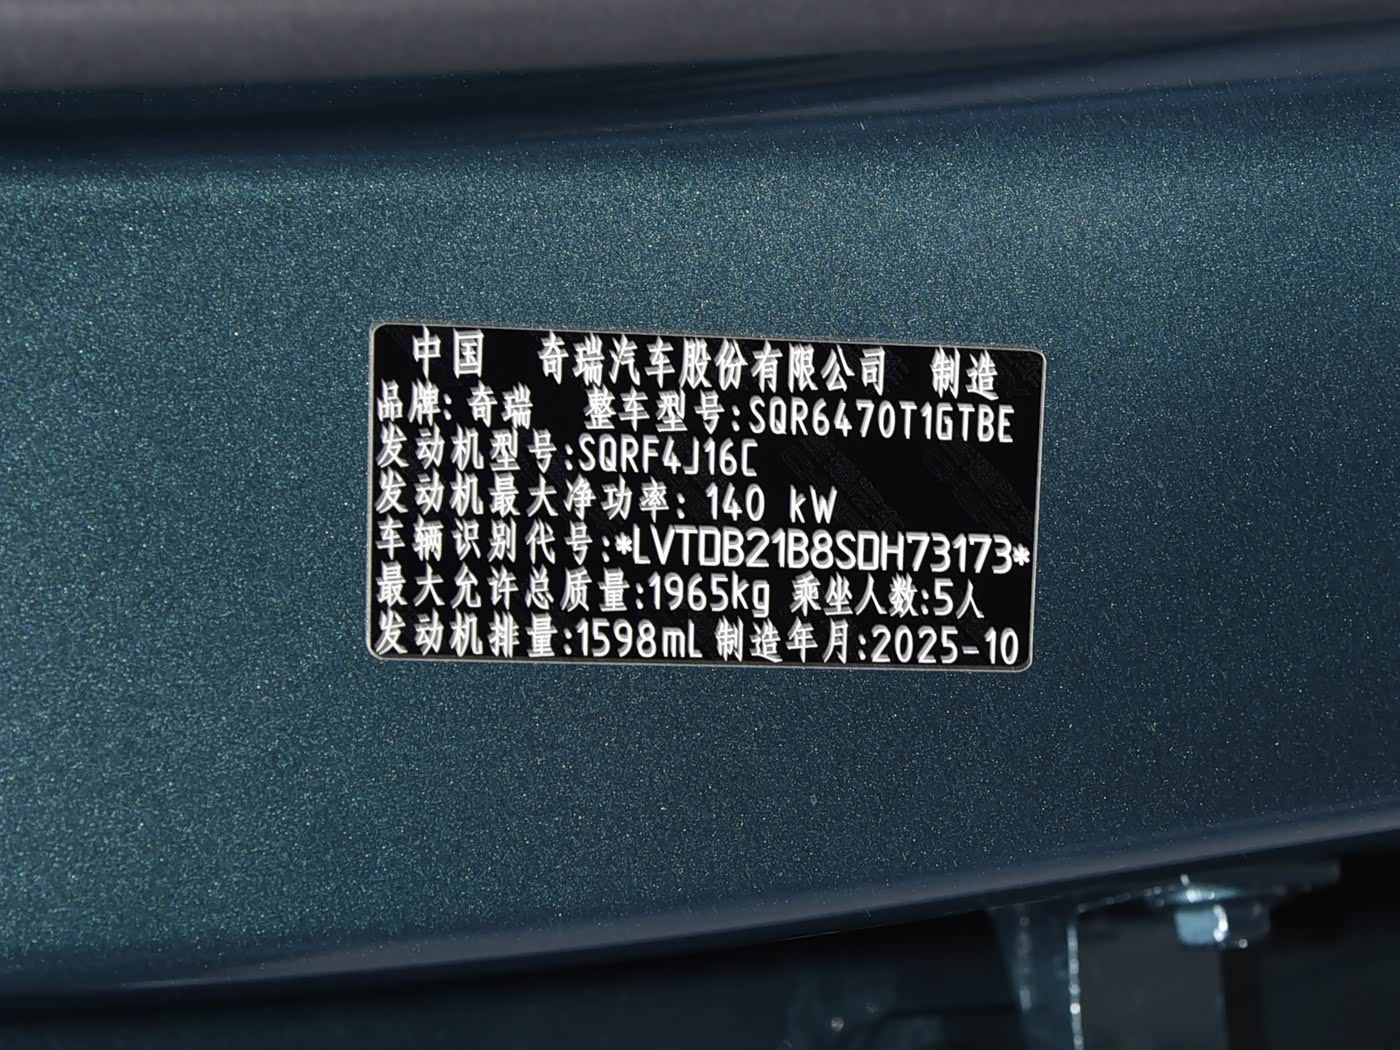 中国 奇瑞汽车股份有限公司 制造
品牌: 奇瑞 整车型号:SQR6470T1GTBE
发动机型号:SQRF4J16C
发动机最大净功率: 140 kW
车辆识别代号:*LVTDB21B8SDH73173*
最大允许总质量:1965kg 乘坐人数:5人
发动机排量:1598mL 制造年月:2025-10